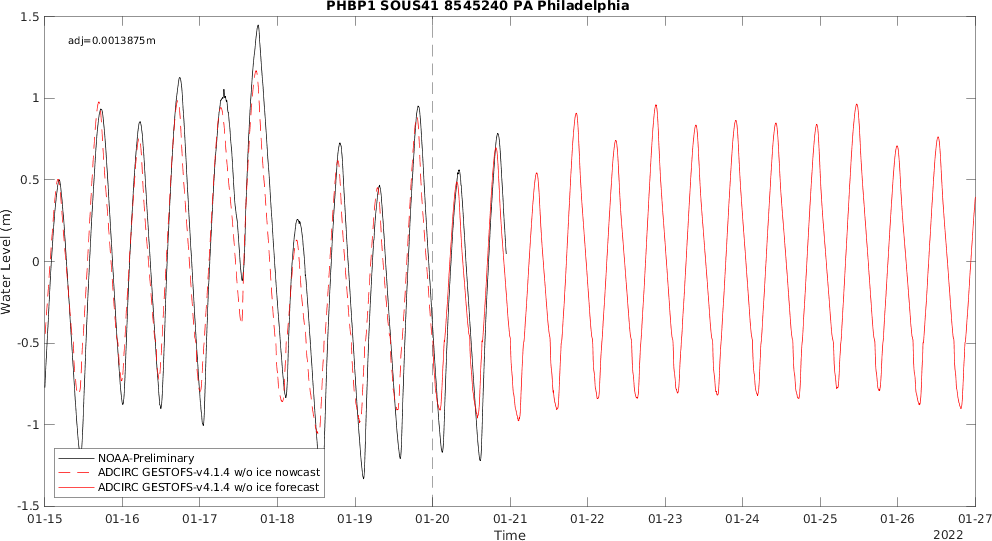 PHBP1 SOUS41 8545240 PA Philadelphia
adj=0.0013875m
1.5
1
0.5
0
-0.5
-1
-1.5
Water Level (m)
NOAA-Preliminary
ADCIRC GESTOFS-v4.1.4 w/o ice nowcast
ADCIRC GESTOFS-v4.1.4 w/o ice forecast
01-15 01-16 01-17 01-18 01-19 01-20 01-21 01-22 01-23 01-24 01-25 01-26 01-27
Time
2022